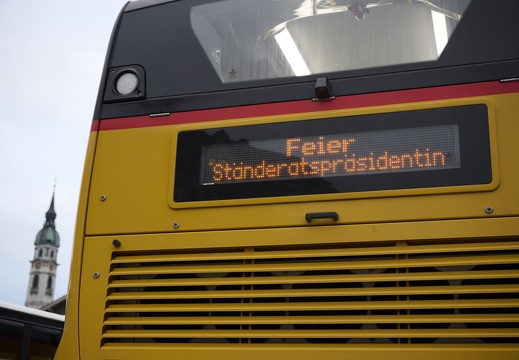 Feier
Ständeratspräsidentin